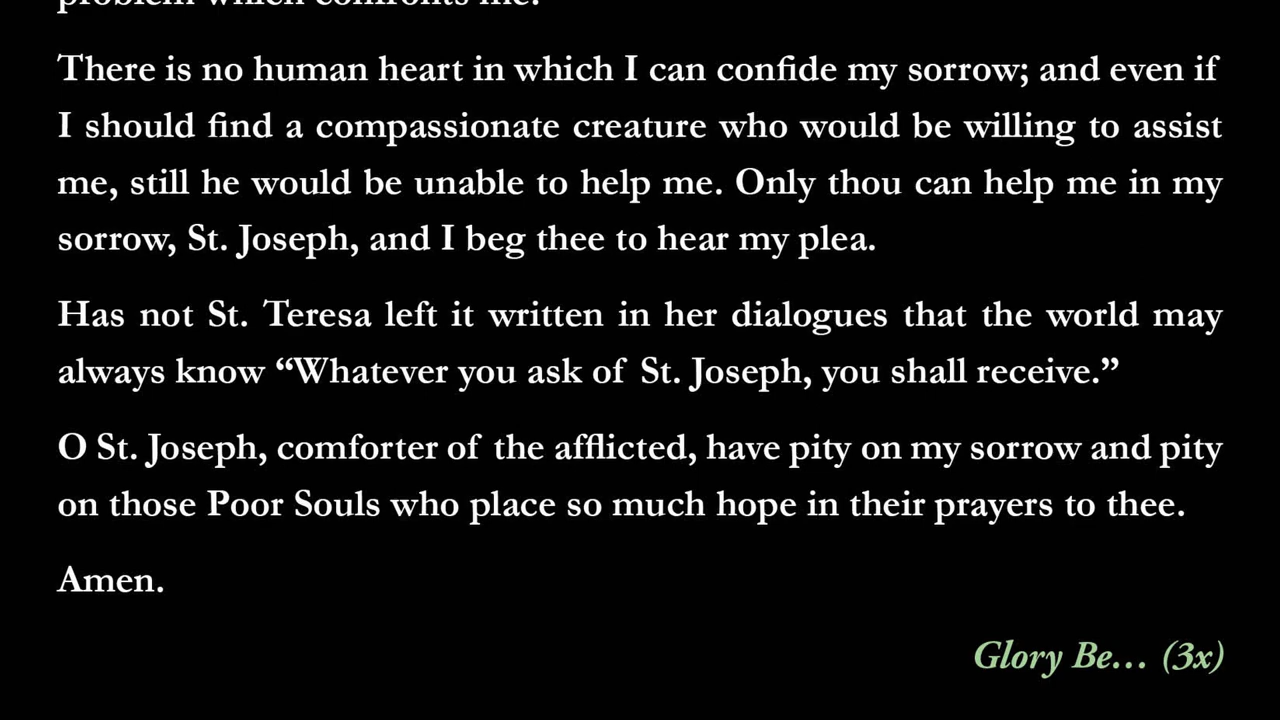 problem which confronts me.
There is no human heart in which I can confide my sorrow; and even if
I should find a compassionate creature who would be willing to assist
me, still he would be unable to help me. Only thou can help me in my
sorrow, St. Joseph, and I beg thee to hear my plea.
Has not St. Teresa left it written in her dialogues that the world may
always know “Whatever you ask of St. Joseph, you shall receive.”
O St. Joseph, comforter of the afflicted, have pity on my sorrow and pity
on those Poor Souls who place so much hope in their prayers to thee.
Amen.
Glory Be… (3x)